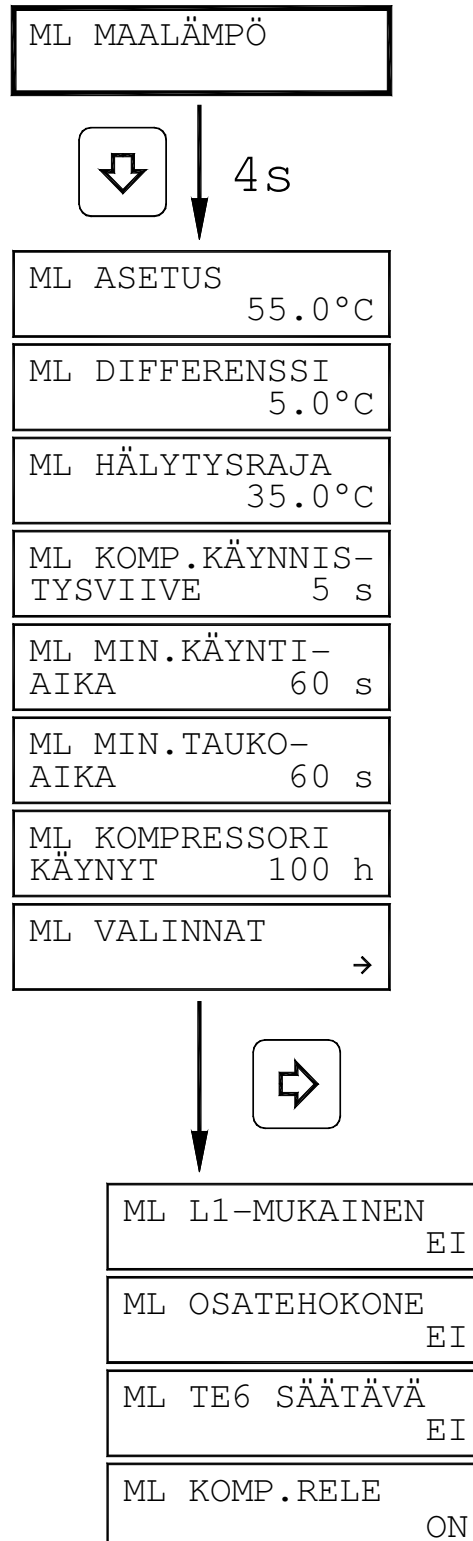 ML MAALÄMPÖ
4s
ML ASETUS
55.0°C
ML DIFFERENSSI
5.0°C
ML HÄLYTYSRAJA
35.0°C
ML KOMP.KÄYNNIS-
TYSVIIVE 5 s
ML MIN.KÄYNTI-
AIKA 60 s
ML MIN.TAUKO-
AIKA 60 s
ML KOMPRESSORI
KÄYNYT 100 h
ML VALINNAT
→
ML L1-MUKAINEN
EI
ML OSATEHOKONE
EI
ML TE6 SÄÄTÄVÄ
EI
ML KOMP.RELE
ON